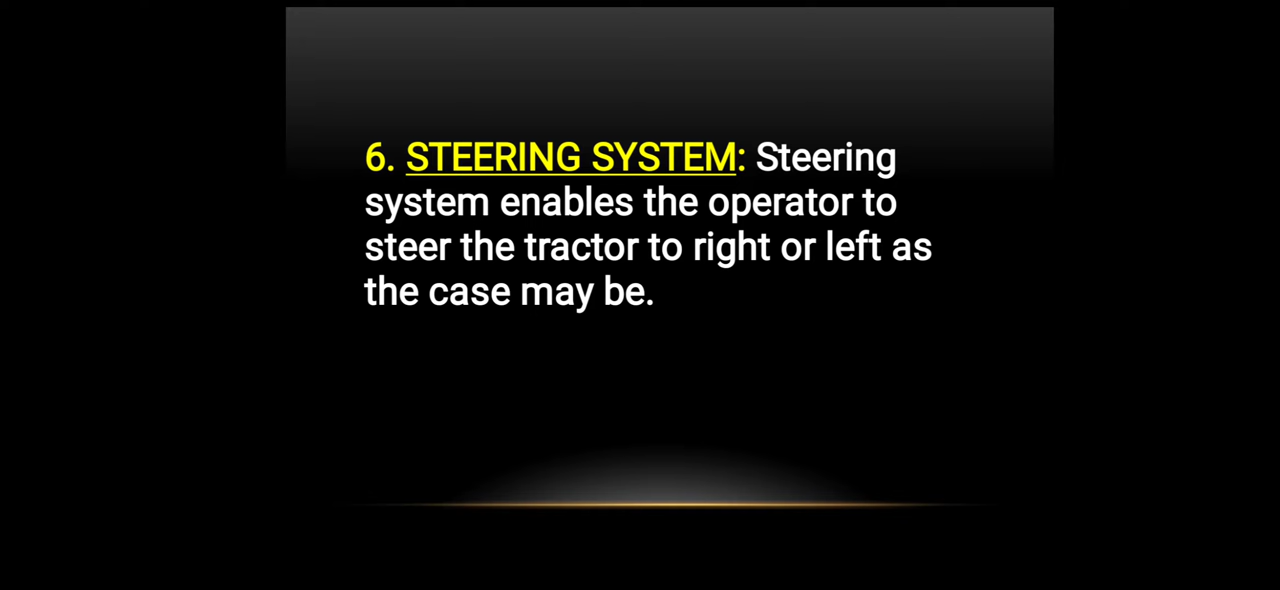 6. STEERING SYSTEM: Steering
system enables the operator to
steer the tractor to right or left as
the case may be.